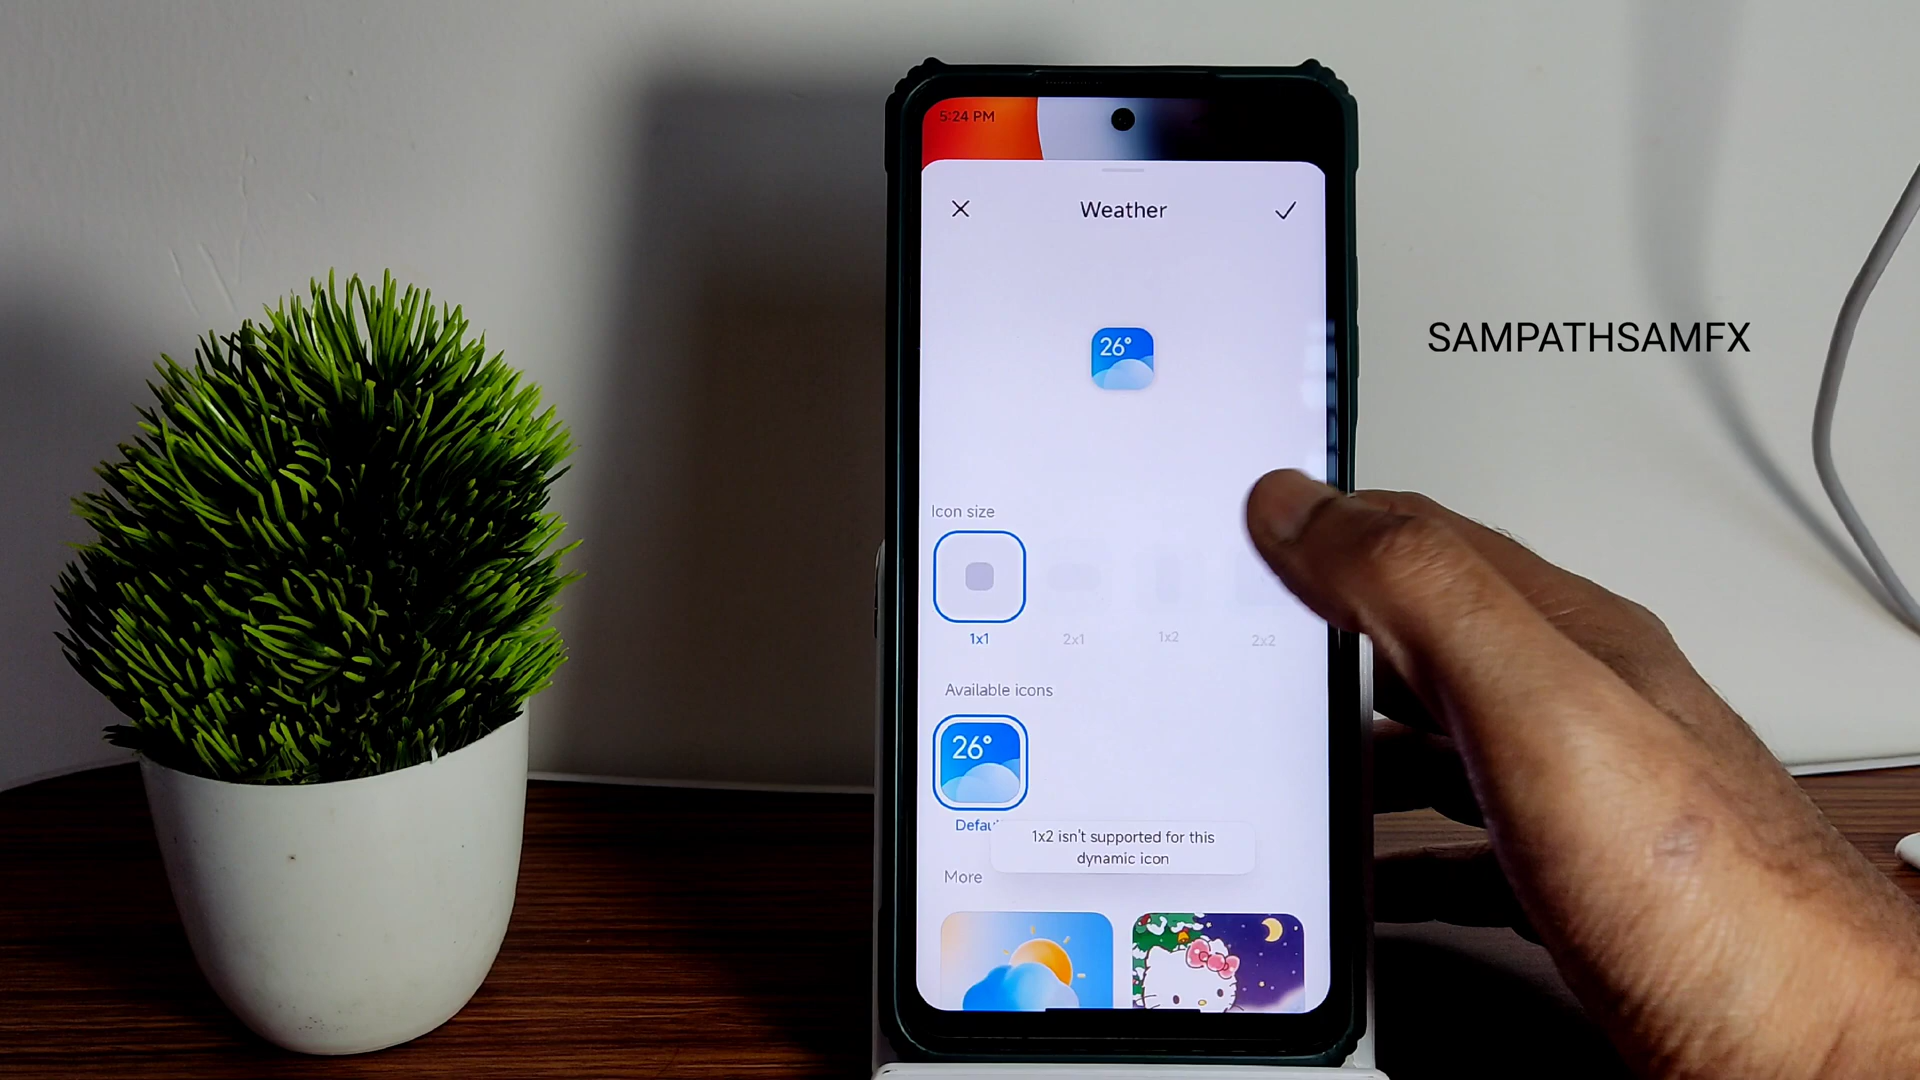 5:24 PM
Weather
26°
SAMPATHSAMFX
Icon size
1x1
2x1
1x2
2x2
Available icons
26°
1x2 isn't supported for this
dynamic icon
More